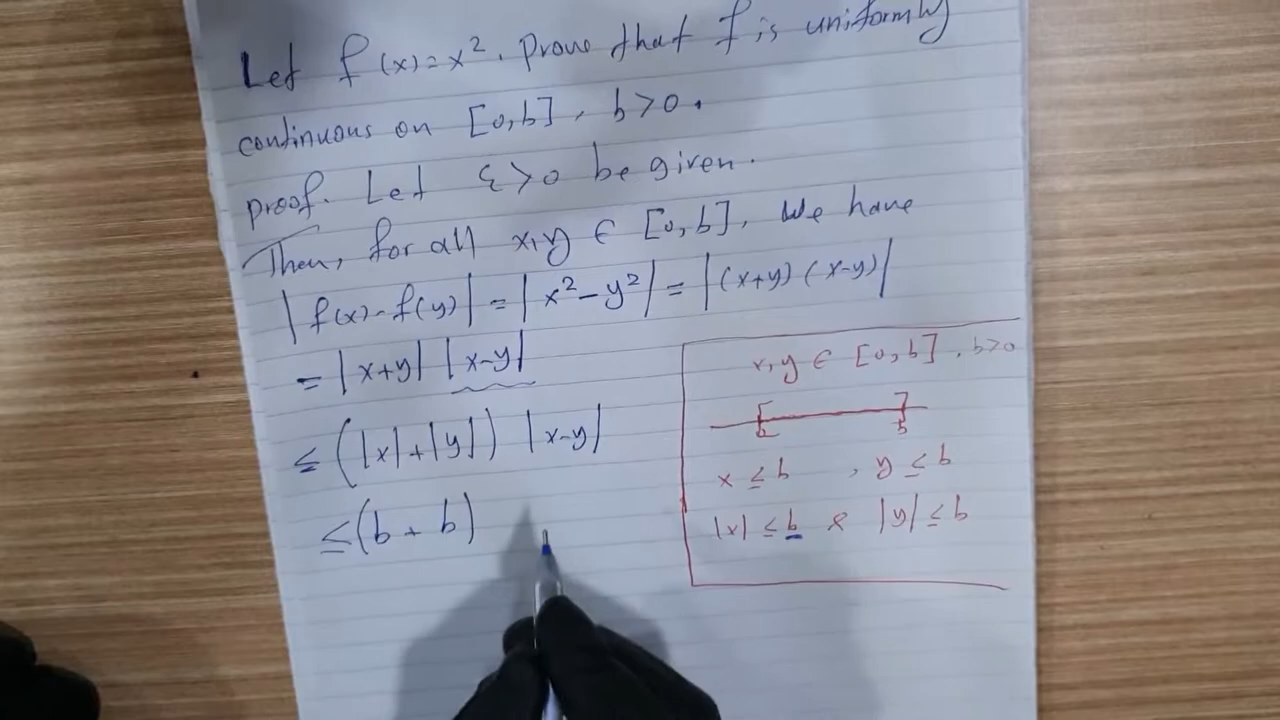 Let f(x) = x². Prove that f is uniformly
continuous on [0,b], b>0.
proof. Let ε>0 be given.
Then, for all x,y ∈ [0,b], We have
|f(x)-f(y)| = |x²-y²| = |(x+y)(x-y)|
= |x+y| |x-y|
≤ (|x|+|y|) |x-y|
≤ (b + b)
x,y ∈ [0,b], b>0
[ ]
b
x ≤ b , y ≤ b
|x| ≤ b & |y| ≤ b